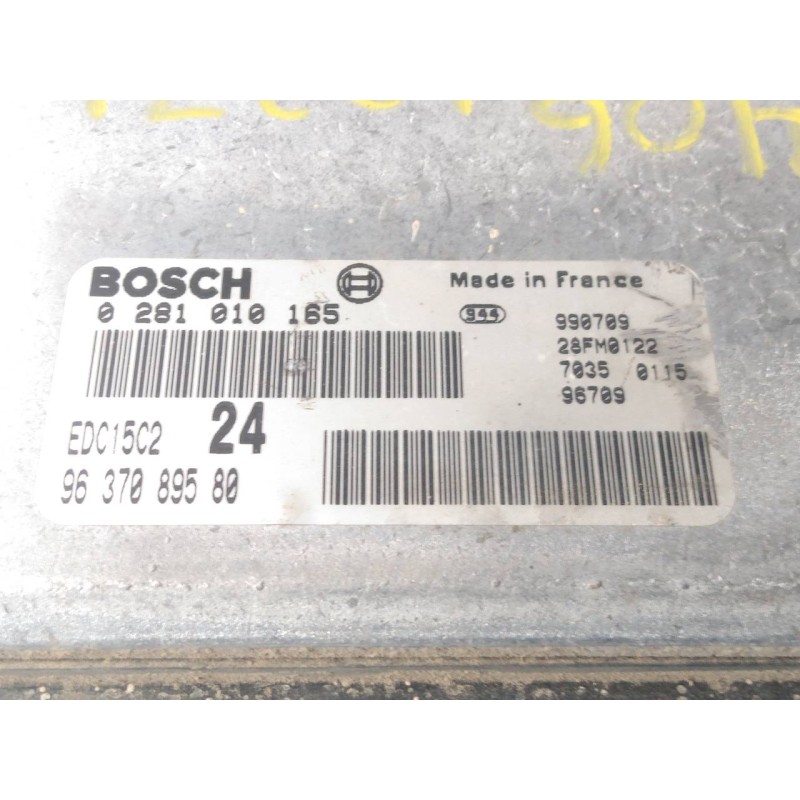 BOSCH Made in France
0 281 010 165 944 990709
28FM0122
7035 0115
96709
EDC15C2 24
96 370 895 80